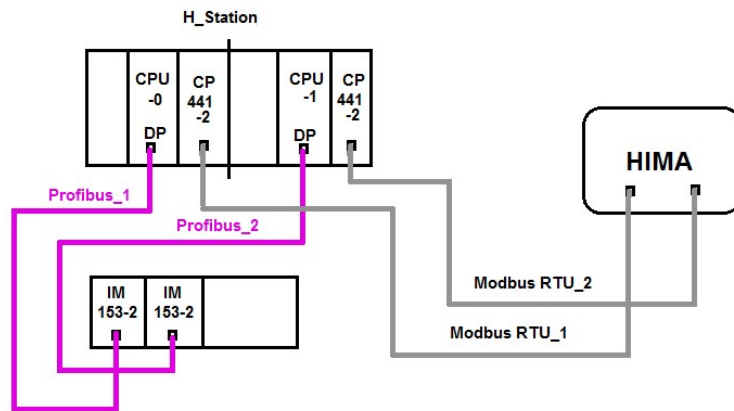 H_Station
CPU
-0
DP
CP
441
-2
CPU
-1
DP
CP
441
-2
HIMA
Profibus_1
Profibus_2
IM
153-2
IM
153-2
Modbus RTU_2
Modbus RTU_1